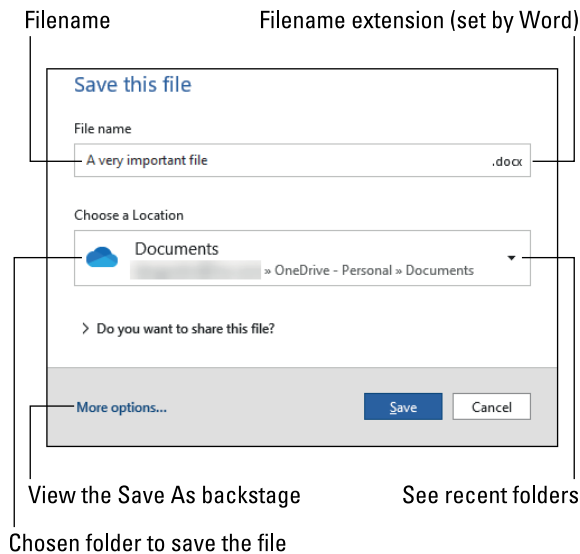 Filename
Filename extension (set by Word)
Save this file
File name
A very important file
.docx
Choose a Location
Documents
» OneDrive - Personal » Documents
Do you want to share this file?
More options...
Save
Cancel
View the Save As backstage
See recent folders
Chosen folder to save the file